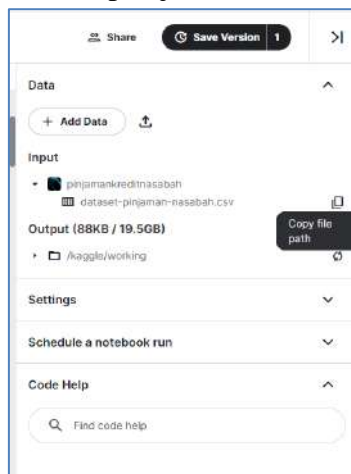 Share
Save Version
1
Data
+ Add Data
Input
pinjamankreditnasabah
dataset-pinjaman-nasabah.csv
Output (88KB / 19.5GB)
Copy file
path
/kaggle/working
Settings
Schedule a notebook run
Code Help
Find code help